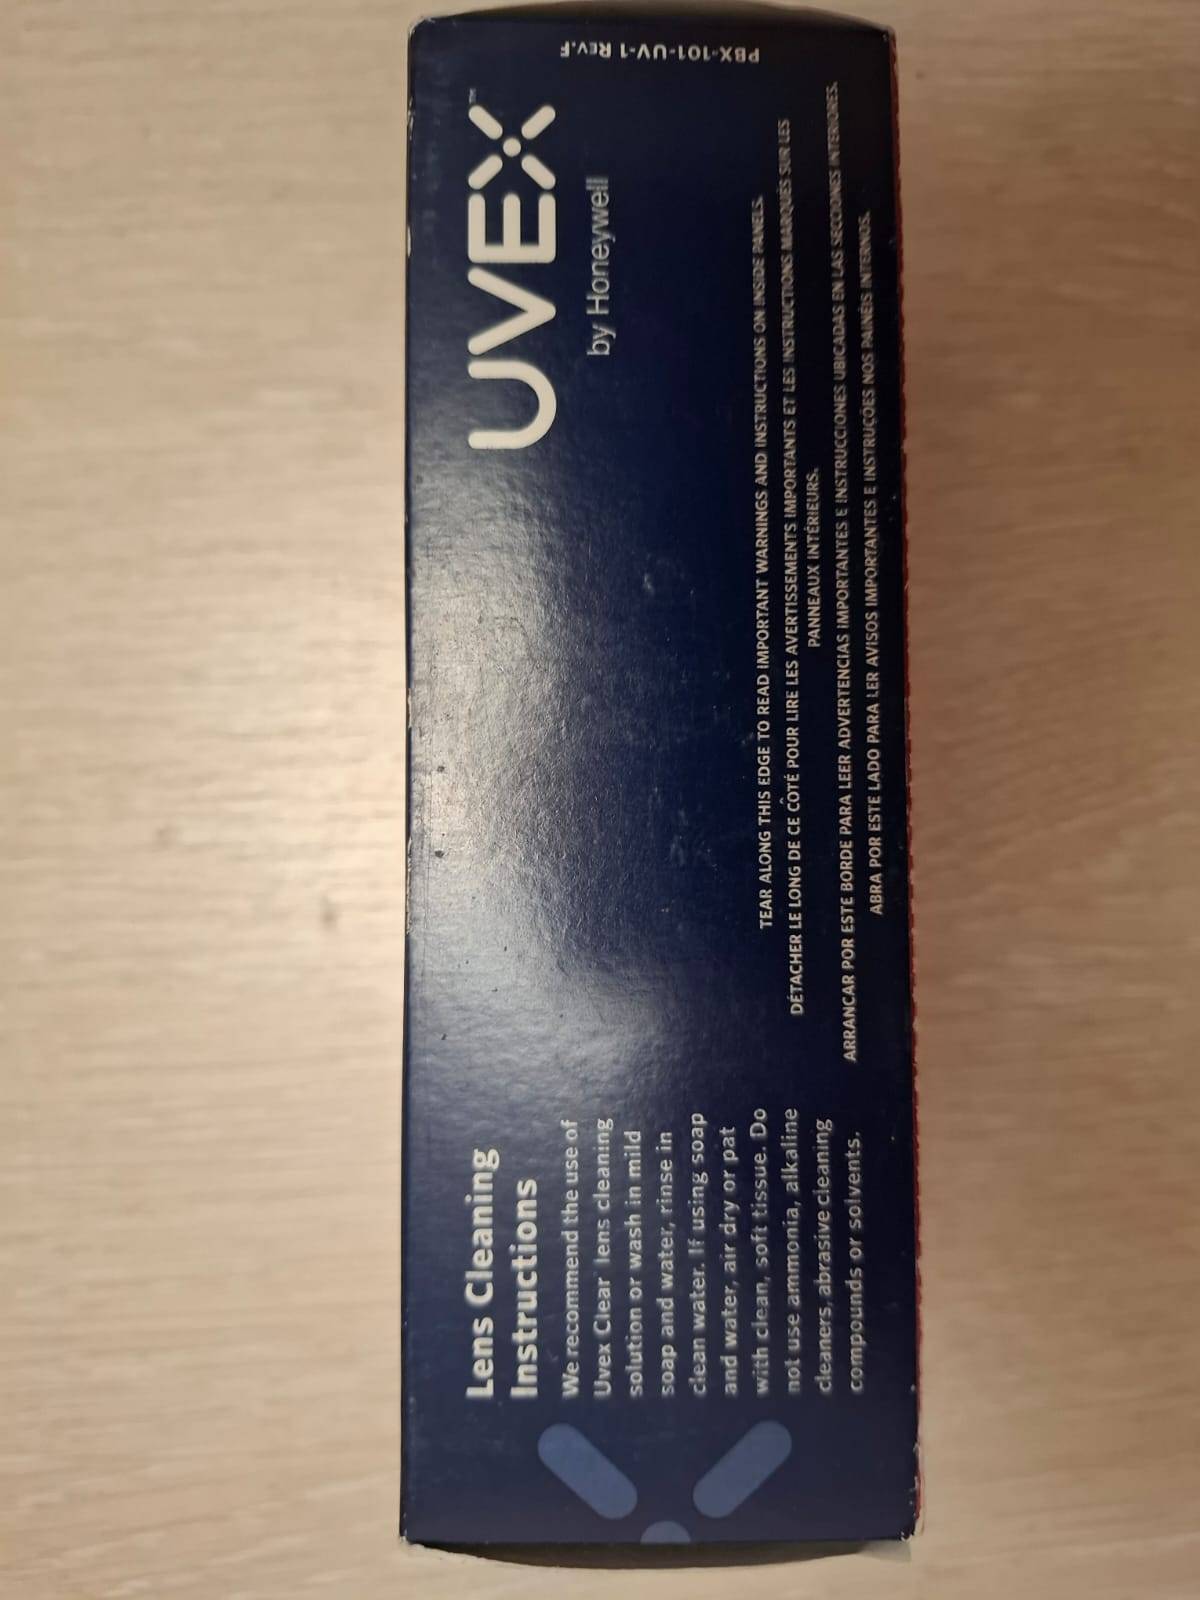 Lens Cleaning
Instructions
We recommend the use of
Uvex Clear® lens cleaning
solution or wash in mild
soap and water, rinse in
clean water. If using soap
and water, air dry or pat
with clean, soft tissue. Do
not use ammonia, alkaline
cleaners, abrasive cleaning
compounds or solvents.
UVEX™
by Honeywell
TEAR ALONG THIS EDGE TO READ IMPORTANT WARNINGS AND INSTRUCTIONS ON INSIDE PANELS.
DÉTACHER LE LONG DE CE CÔTÉ POUR LIRE LES AVERTISSEMENTS IMPORTANTS ET LES INSTRUCTIONS MARQUÉS SUR LES
PANNEAUX INTÉRIEURS.
ARRANCAR POR ESTE BORDE PARA LEER ADVERTENCIAS IMPORTANTES E INSTRUCCIONES UBICADAS EN LAS SECCIONES INTERIORES.
ABRA POR ESTE LADO PARA LER AVISOS IMPORTANTES E INSTRUÇÕES NOS PAINÉIS INTERNOS.
PBX-101-UV-1 REV.F